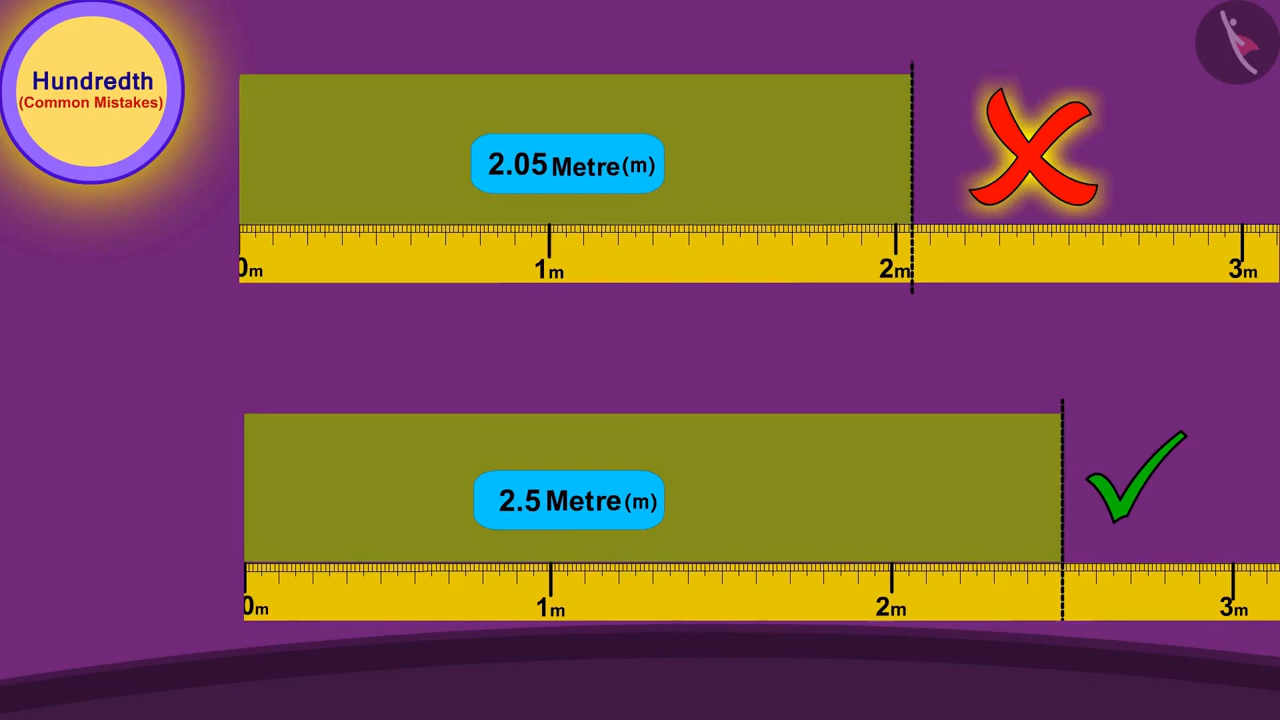 Hundredth
(Common Mistakes)
2.05 Metre (m)
0m 1m 2m 3m
2.5 Metre (m)
0m 1m 2m 3m